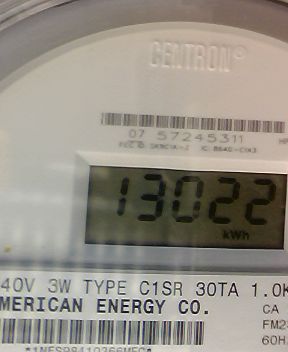 CENTRON®
07 57245311
13022
kWh
40V 3W TYPE C1SR 30TA 1.0K
MERICAN ENERGY CO.
CA
FM2
60H